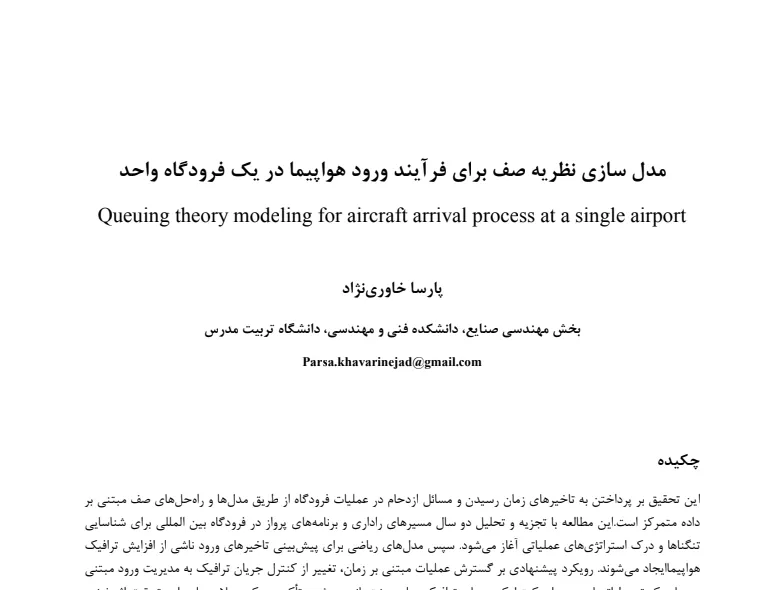 مدل سازی نظریه صف برای فرآیند ورود هواپیما در یک فرودگاه واحد
Queuing theory modeling for aircraft arrival process at a single airport
پارسا خاوری‌نژاد
بخش مهندسی صنایع، دانشکده فنی و مهندسی، دانشگاه تربیت مدرس
Parsa.khavarinejad@gmail.com
چکیده
این تحقیق بر پرداختن به تاخیرهای زمان رسیدن و مسائل ازدحام در عملیات فرودگاه از طریق مدل‌ها و راه‌حل‌های صف مبتنی بر
داده متمرکز است.این مطالعه با تجزیه و تحلیل دو سال مسیرهای راداری و برنامه‌های پرواز در فرودگاه بین المللی برای شناسایی
تنگناها و درک استراتژی‌های عملیاتی آغاز می‌شود. سپس مدل‌های ریاضی برای پیش‌بینی تاخیرهای ورود ناشی از افزایش ترافیک
هواپیماایجاد می‌شوند. رویکرد پیشنهادی بر گسترش عملیات مبتنی بر زمان، تغییر از کنترل جریان ترافیک به مدیریت ورود مبتنی